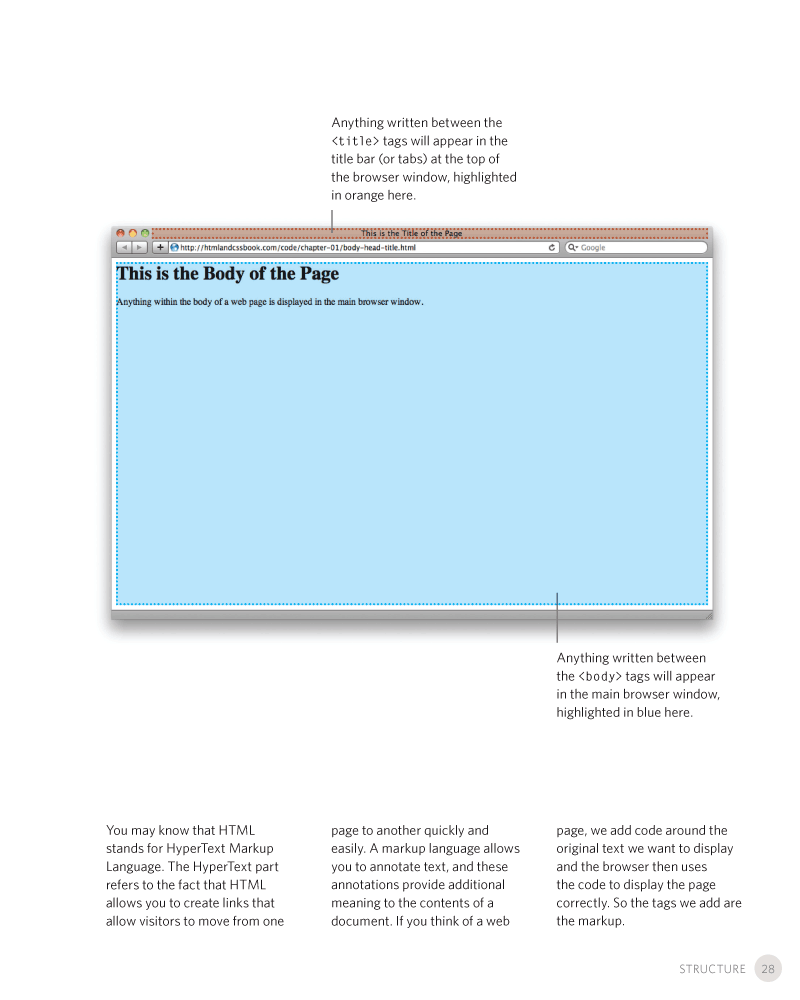 Anything written between the
<title> tags will appear in the
title bar (or tabs) at the top of
the browser window, highlighted
in orange here.
This is the Title of the Page
http://htmlandcssbook.com/code/chapter-01/body-head-title.html
Google
This is the Body of the Page
Anything within the body of a web page is displayed in the main browser window.
Anything written between
the <body> tags will appear
in the main browser window,
highlighted in blue here.
You may know that HTML
stands for HyperText Markup
Language. The HyperText part
refers to the fact that HTML
allows you to create links that
allow visitors to move from one
page to another quickly and
easily. A markup language allows
you to annotate text, and these
annotations provide additional
meaning to the contents of a
document. If you think of a web
page, we add code around the
original text we want to display
and the browser then uses
the code to display the page
correctly. So the tags we add are
the markup.
STRUCTURE 28